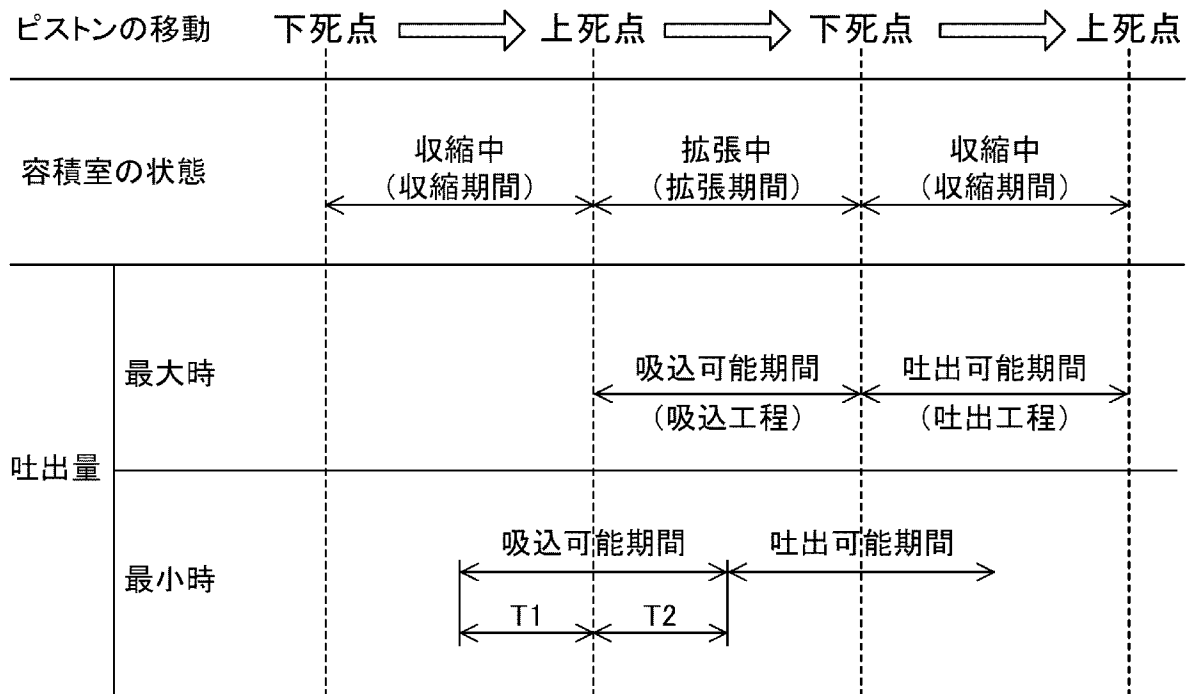 ピストンの移動 下死点 上死点 下死点 上死点
容積室の状態
収縮中
(収縮期間)
拡張中
(拡張期間)
収縮中
(収縮期間)
吐出量
最大時
吸込可能期間
(吸込工程)
吐出可能期間
(吐出工程)
最小時
吸込可能期間
吐出可能期間
T1
T2